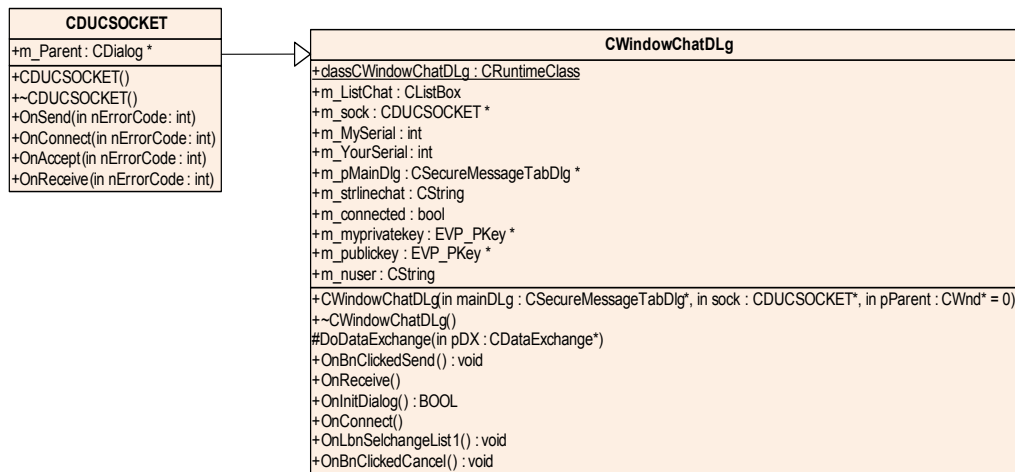 CDUCSOCKET
+m_Parent : CDialog *
+CDUCSOCKET()
+~CDUCSOCKET()
+OnSend(in nErrorCode : int)
+OnConnect(in nErrorCode : int)
+OnAccept(in nErrorCode : int)
+OnReceive(in nErrorCode : int)
CWindowChatDLg
+classCWindowChatDLg : CRuntimeClass
+m_ListChat : CListBox
+m_sock : CDUCSOCKET *
+m_MySerial : int
+m_YourSerial : int
+m_pMainDlg : CSecureMessageTabDlg *
+m_strlinechat : CString
+m_connected : bool
+m_myprivatekey : EVP_PKey *
+m_publickey : EVP_PKey *
+m_nuser : CString
+CWindowChatDLg(in mainDLg : CSecureMessageTabDlg*, in sock : CDUCSOCKET*, in pParent : CWnd* = 0)
+~CWindowChatDLg()
#DoDataExchange(in pDX : CDataExchange*)
+OnBnClickedSend() : void
+OnReceive()
+OnInitDialog() : BOOL
+OnConnect()
+OnLbnSelchangeList1() : void
+OnBnClickedCancel() : void